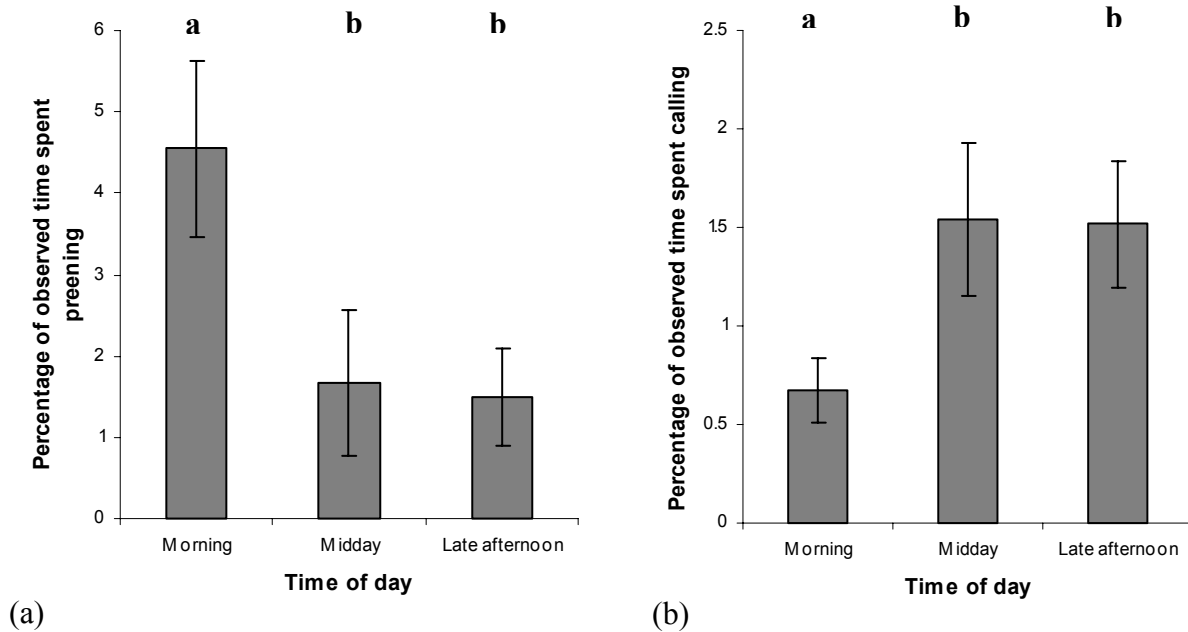 Percentage of observed time spent
preening
6
5
4
3
2
1
0
a
b
b
Morning
Midday
Late afternoon
Time of day
(a)
Percentage of observed time spent calling
2.5
2
1.5
1
0.5
0
a
b
b
Morning
Midday
Late afternoon
Time of day
(b)